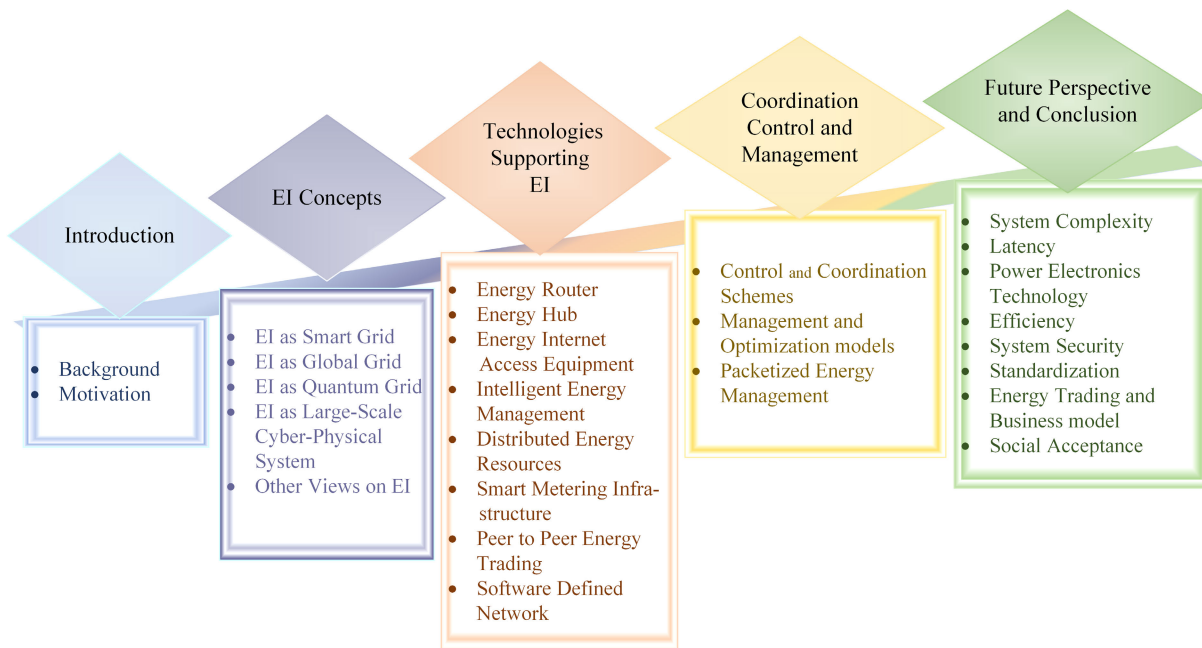 Introduction
• Background
• Motivation
EI Concepts
• EI as Smart Grid
• EI as Global Grid
• EI as Quantum Grid
• EI as Large-Scale
Cyber-Physical
System
• Other Views on EI
Technologies
Supporting
EI
• Energy Router
• Energy Hub
• Energy Internet
Access Equipment
• Intelligent Energy
Management
• Distributed Energy
Resources
• Smart Metering Infra-
structure
• Peer to Peer Energy
Trading
• Software Defined
Network
Coordination
Control and
Management
• Control and Coordination
Schemes
• Management and
Optimization models
• Packetized Energy
Management
Future Perspective
and Conclusion
• System Complexity
• Latency
• Power Electronics
Technology
• Efficiency
• System Security
• Standardization
• Energy Trading and
Business model
• Social Acceptance